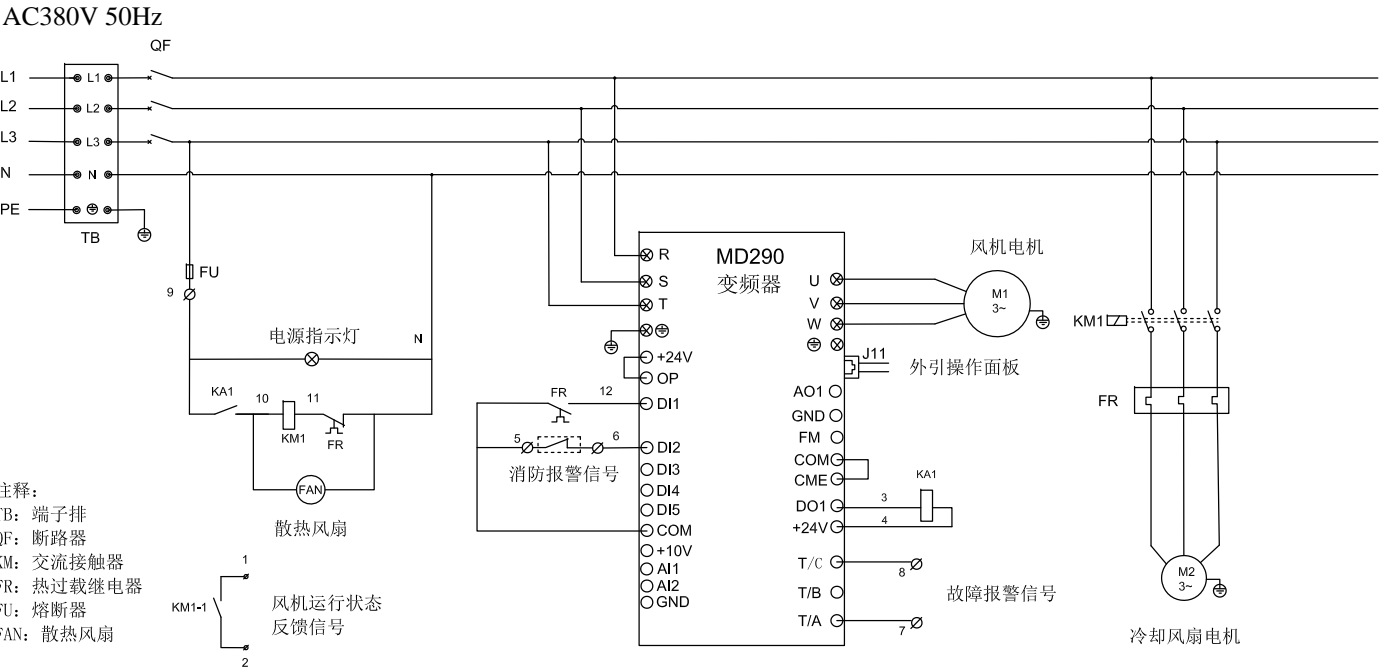 AC380V 50Hz
QF
L1
L1
L2
L2
L3
L3
N
N
PE
TB
FU
9
电源指示灯
N
KA1
10
11
KM1
FR
FAN
散热风扇
注释:
TB: 端子排
QF: 断路器
KM: 交流接触器
FR: 热过载继电器
FU: 熔断器
FAN: 散热风扇
1
KM1-1
风机运行状态
反馈信号
2
MD290
变频器
R
S
T
+24V
OP
DI1
DI2
DI3
DI4
DI5
COM
+10V
AI1
AI2
GND
FR
12
5
6
消防报警信号
U
V
W
J11
外引操作面板
AO1
GND
FM
COM
CME
DO1
+24V
T/C
T/B
T/A
风机电机
M1
3~
KA1
3
4
8
故障报警信号
7
KM1
FR
M2
3~
冷却风扇电机